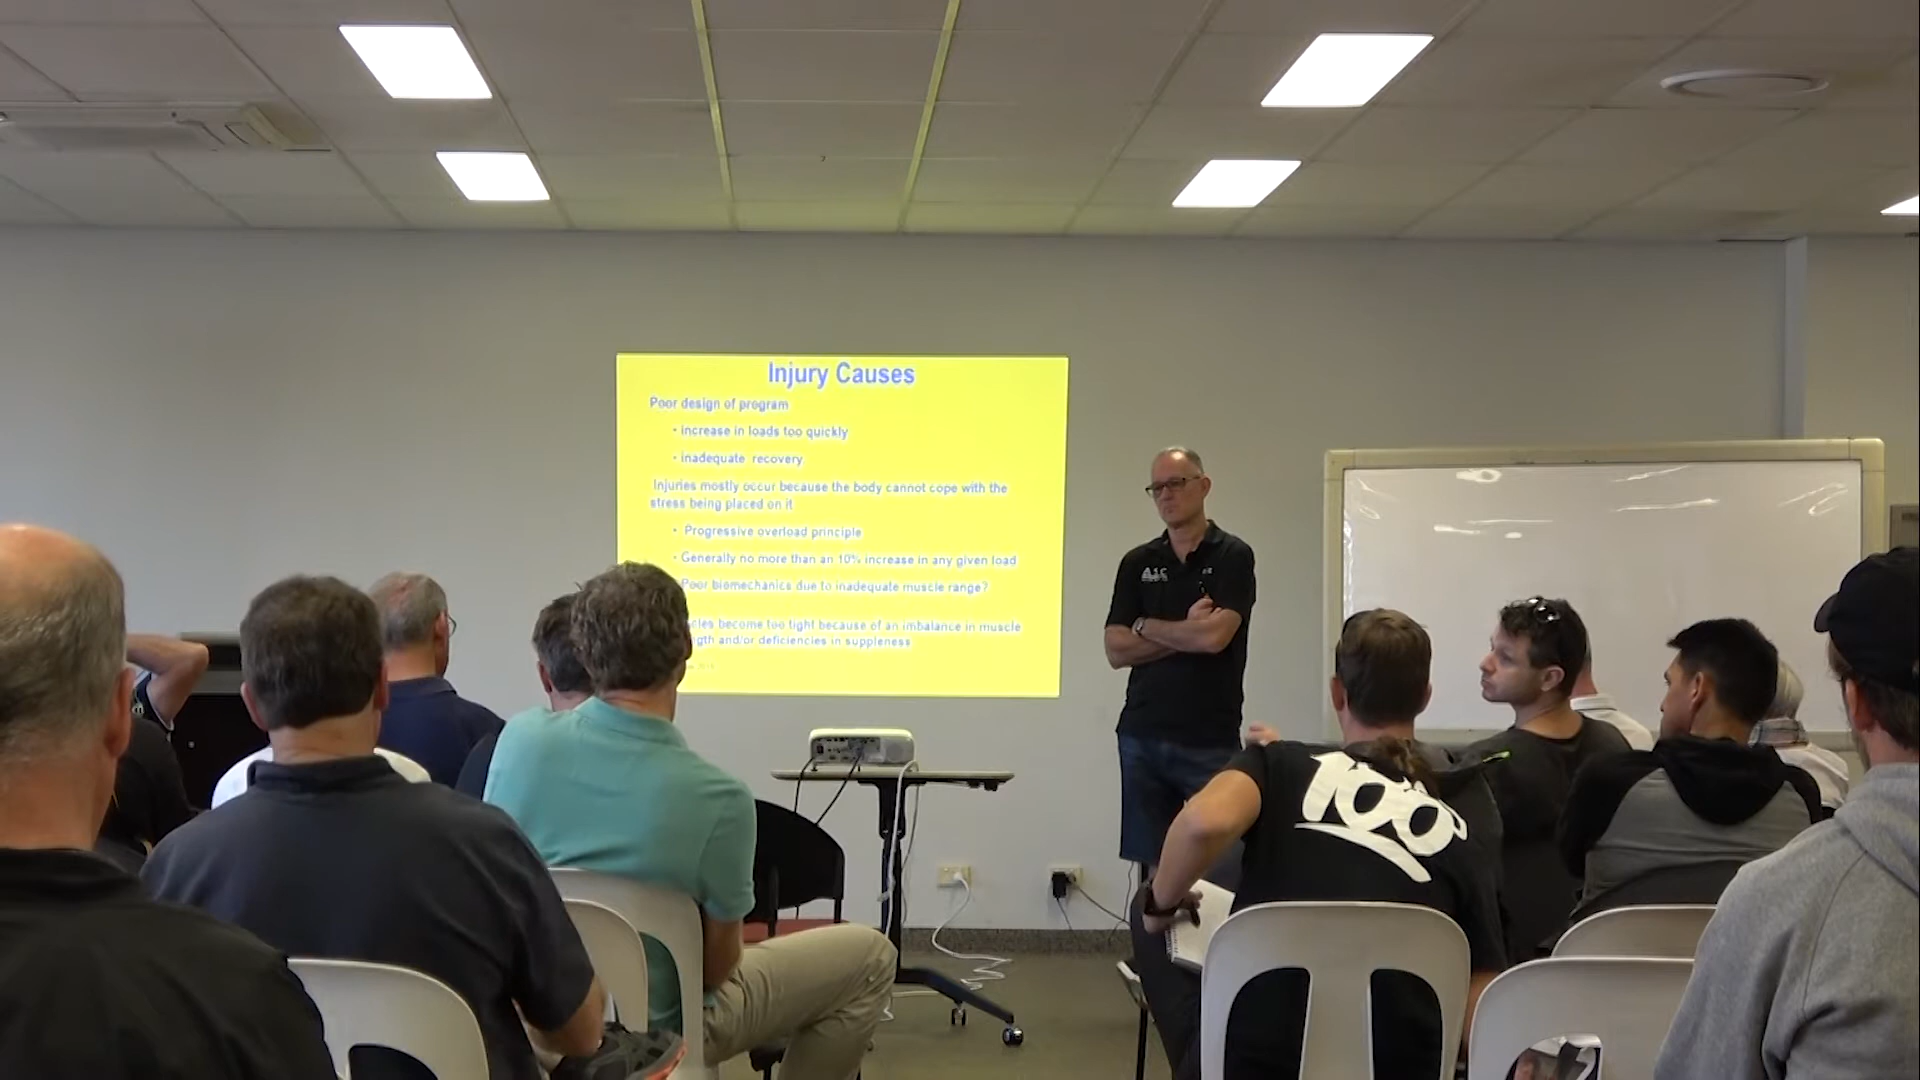 Injury Causes
Poor design of program
• increase in loads too quickly
• inadequate recovery
Injuries mostly occur because the body cannot cope with the
stress being placed on it
• Progressive overload principle
• Generally no more than an 10% increase in any given load
Poor biomechanics due to inadequate muscle range?
cles become too tight because of an imbalance in muscle
gth and/or deficiencies in suppleness
100